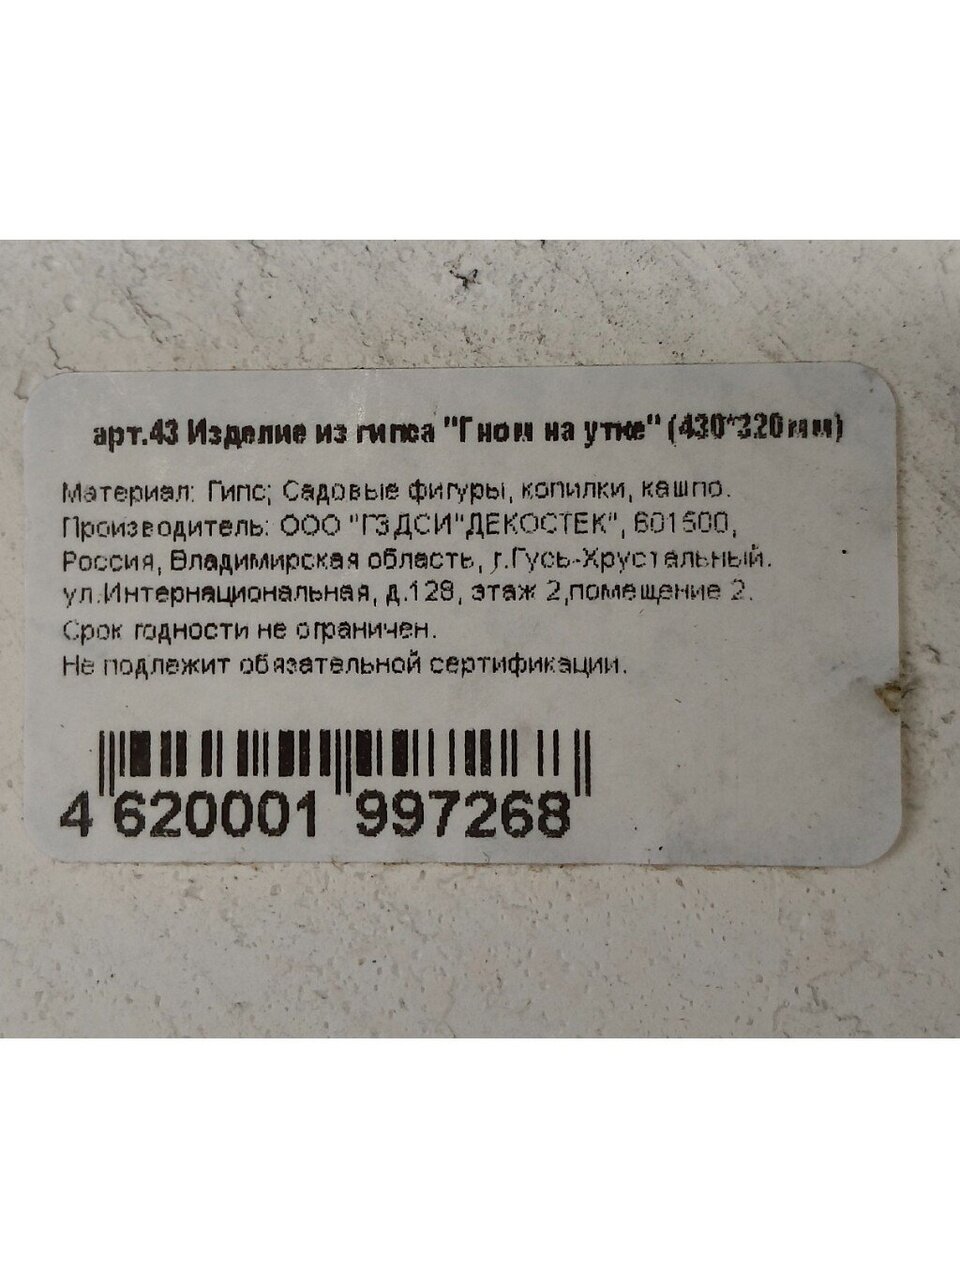 арт.43 Изделие из гипса "Гном на утке" (430*320мм)
Материал: Гипс; Садовые фигуры, копилки, кашпо.
Производитель: ООО "ГЗДСИ"ДЕКОСТЕК", 601500,
Россия, Владимирская область, г.Гусь-Хрустальный.
ул.Интернациональная, д.128, этаж 2,помещение 2.
Срок годности не ограничен.
Не подлежит обязательной сертификации.
4 620001 997268